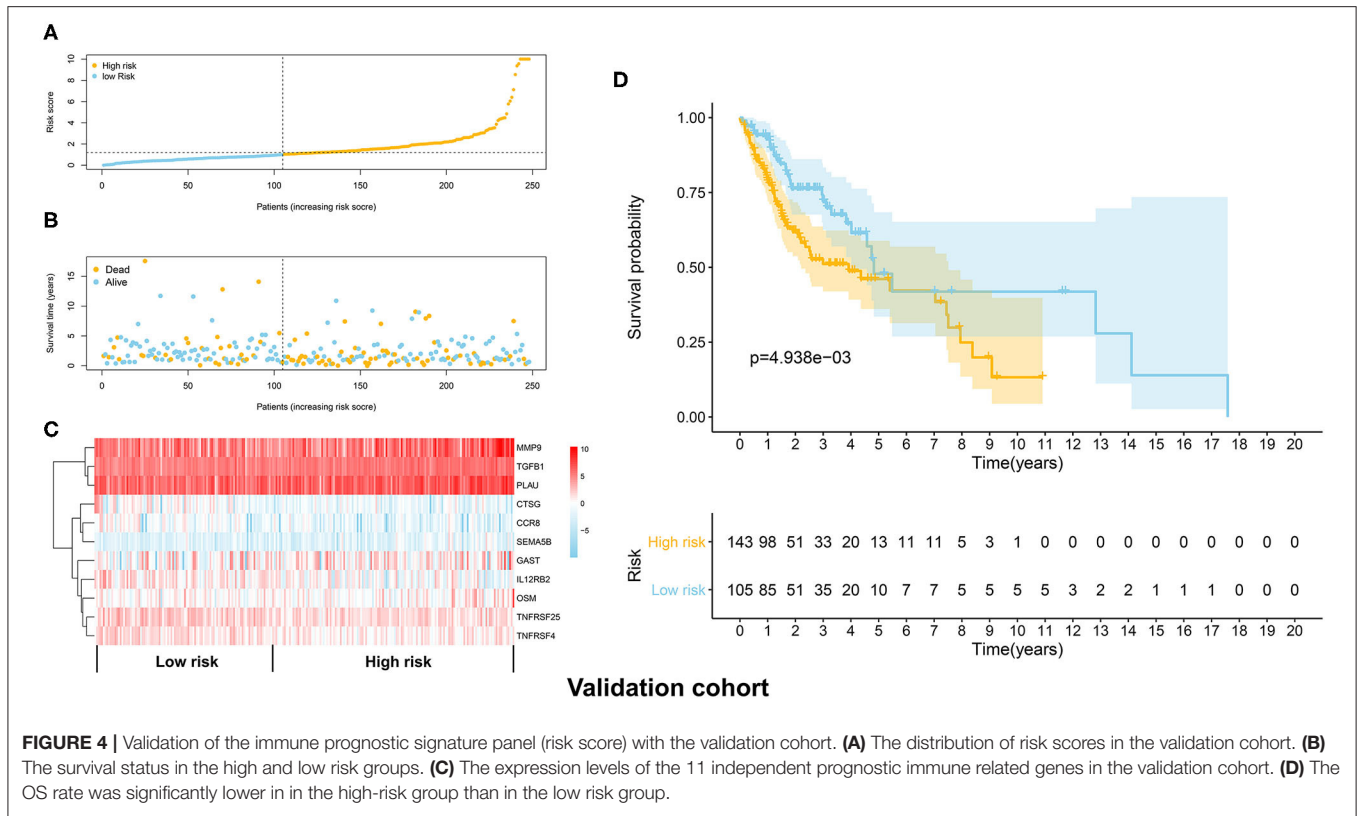 A
High risk
low Risk
Risk score
0 2 4 6 8 10
0 50 100 150 200 250
Patients (increasing risk socre)
B
Dead
Alive
Survival time (years)
0 5 10 15
0 50 100 150 200 250
Patients (increasing risk socre)
C
MMP9
TGFB1
PLAU
CTSG
CCR8
SEMA5B
GAST
IL12RB2
OSM
TNFRSF25
TNFRSF4
10
5
0
−5
Low risk High risk
D
Survival probability
1.00
0.75
0.50
0.25
0.00
p=4.938e−03
0 1 2 3 4 5 6 7 8 9 10 11 12 13 14 15 16 17 18 19 20
Time(years)
Risk
High risk 143 98 51 33 20 13 11 11 5 3 1 0 0 0 0 0 0 0 0 0 0
Low risk 105 85 51 35 20 10 7 7 5 5 5 5 3 2 2 1 1 1 0 0 0
0 1 2 3 4 5 6 7 8 9 10 11 12 13 14 15 16 17 18 19 20
Time(years)
Validation cohort
FIGURE 4 | Validation of the immune prognostic signature panel (risk score) with the validation cohort. (A) The distribution of risk scores in the validation cohort. (B)
The survival status in the high and low risk groups. (C) The expression levels of the 11 independent prognostic immune related genes in the validation cohort. (D) The
OS rate was significantly lower in in the high-risk group than in the low risk group.